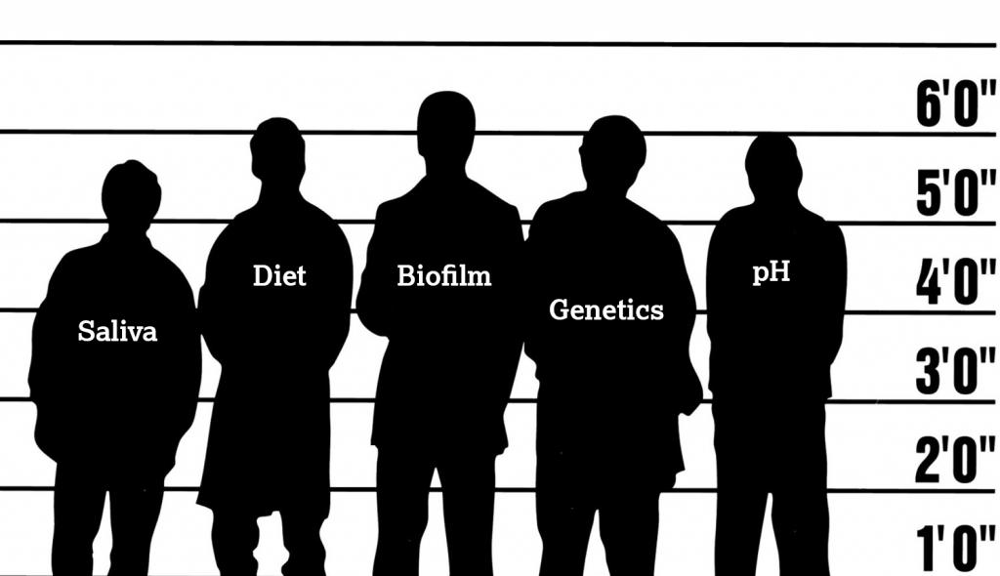 6'0"
5'0"
4'0"
3'0"
2'0"
1'0"
Saliva
Diet
Biofilm
Genetics
pH